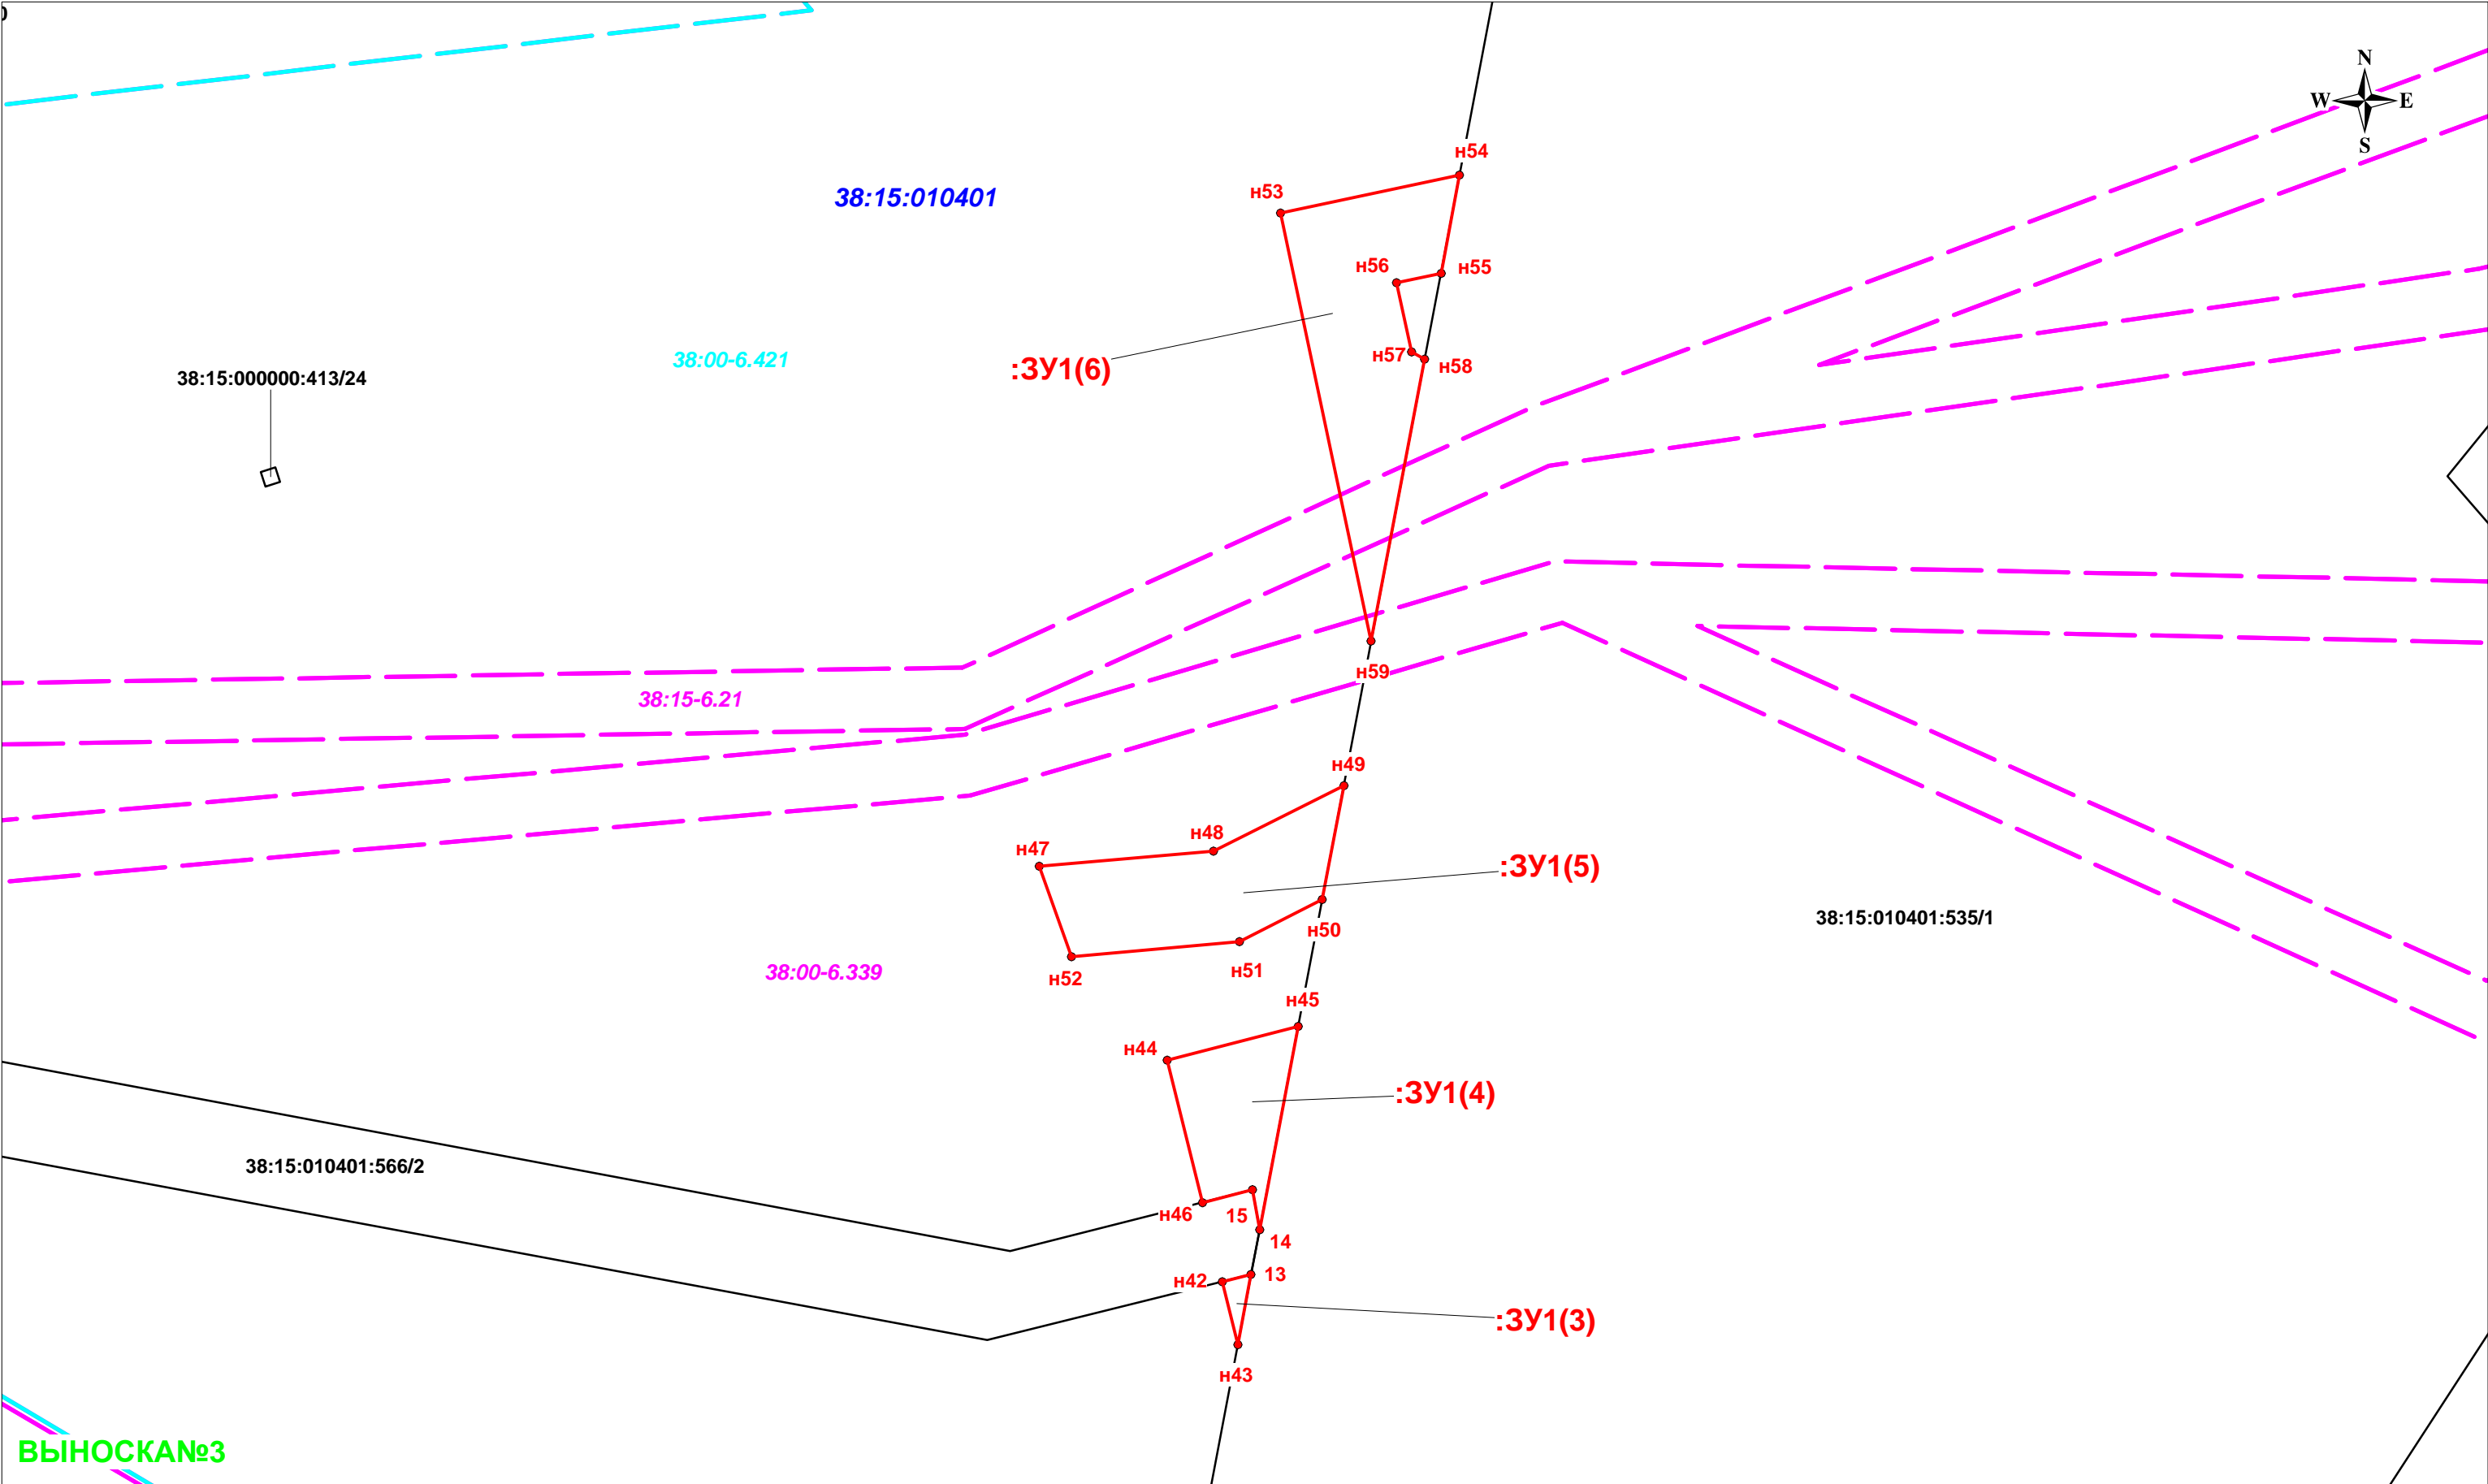 N
W E
S
н54
н53
38:15:010401
н56
н55
н57
н58
38:00-6.421
:ЗУ1(6)
38:15:000000:413/24
н59
38:15-6.21
н49
н48
н47
:ЗУ1(5)
38:15:010401:535/1
н50
н51
38:00-6.339
н52
н45
н44
:ЗУ1(4)
38:15:010401:566/2
н46
15
14
13
н42
:ЗУ1(3)
н43
ВЫНОСКА№3